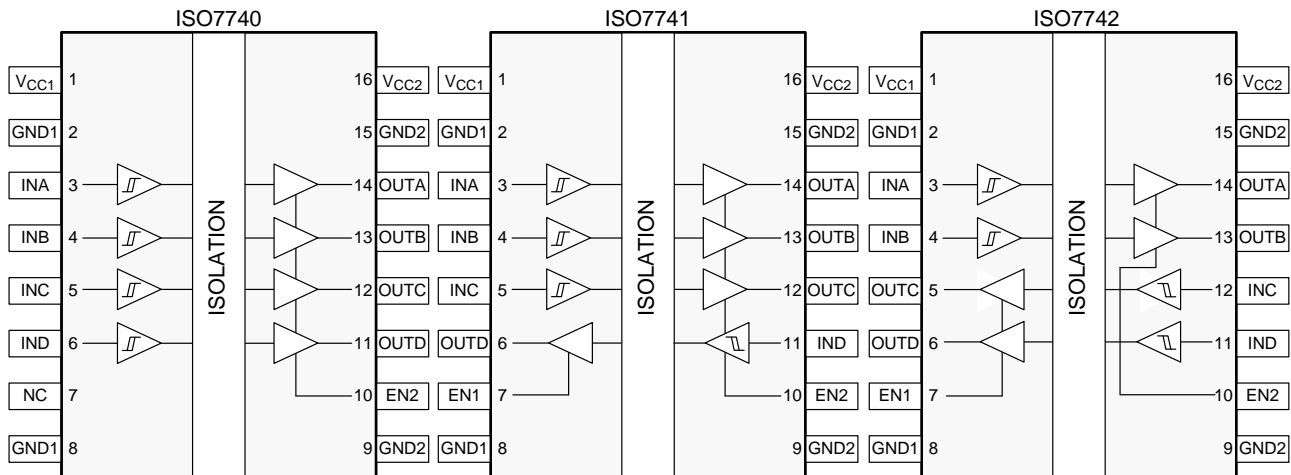 ISO7740
VCC1 1 16 VCC2
GND1 2 15 GND2
INA 3 14 OUTA
INB 4 13 OUTB
INC 5 12 OUTC
IND 6 11 OUTD
NC 7 10 EN2
GND1 8 9 GND2
ISOLATION
ISO7741
VCC1 1 16 VCC2
GND1 2 15 GND2
INA 3 14 OUTA
INB 4 13 OUTB
INC 5 12 OUTC
OUTD 6 11 IND
EN1 7 10 EN2
GND1 8 9 GND2
ISOLATION
ISO7742
VCC1 1 16 VCC2
GND1 2 15 GND2
INA 3 14 OUTA
INB 4 13 OUTB
OUTC 5 12 INC
OUTD 6 11 IND
EN1 7 10 EN2
GND1 8 9 GND2
ISOLATION